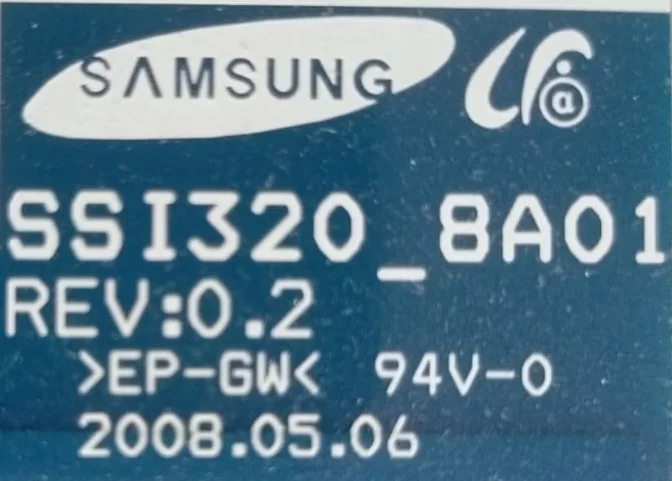 SAMSUNG @
SSI320_8A01
REV:0.2
>EP-GW< 94V-0
2008.05.06